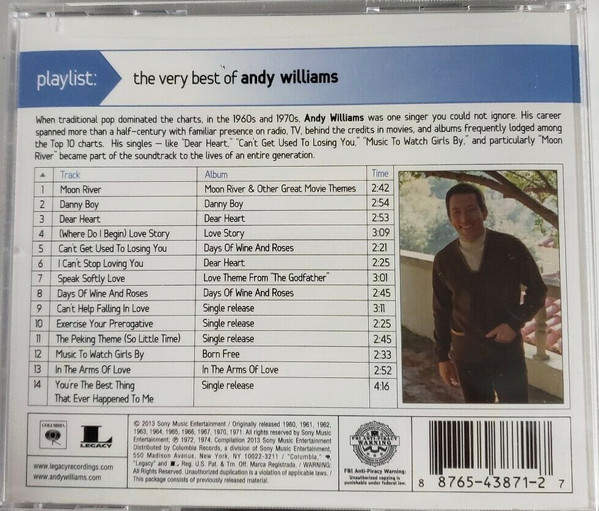 playlist: the very best of andy williams
When traditional pop dominated the charts, in the 1960s and 1970s, Andy Williams was one singer you could not ignore. His career
spanned more than a half-century with familiar presence on radio, TV, behind the credits in movies, and albums frequently lodged among
the Top 10 charts. His singles – like "Dear Heart," "Can't Get Used To Losing You," "Music To Watch Girls By," and particularly "Moon
River" became part of the soundtrack to the lives of an entire generation.
▲ Track Album Time
1 Moon River Moon River & Other Great Movie Themes 2:42
2 Danny Boy Danny Boy 2:54
3 Dear Heart Dear Heart 2:53
4 (Where Do I Begin) Love Story Love Story 3:09
5 Can't Get Used To Losing You Days Of Wine And Roses 2:21
6 I Can't Stop Loving You Dear Heart 2:25
7 Speak Softly Love Love Theme From "The Godfather" 3:01
8 Days Of Wine And Roses Days Of Wine And Roses 2:45
9 Can't Help Falling In Love Single release 3:11
10 Exercise Your Prerogative Single release 2:25
11 The Peking Theme (So Little Time) Single release 2:45
12 Music To Watch Girls By Born Free 2:33
13 In The Arms Of Love In The Arms Of Love 2:52
14 You're The Best Thing Single release 4:16
That Ever Happened To Me
COLUMBIA
L
LEGACY
www.legacyrecordings.com
www.andywilliams.com
© 2013 Sony Music Entertainment / Originally released 1960, 1961, 1962,
1963, 1964, 1965, 1966, 1967, 1970, 1971. All rights reserved by Sony Music
Entertainment; ℗ 1972, 1974, Compilation 2013 Sony Music Entertainment /
Distributed by Columbia Records, a division of Sony Music Entertainment,
550 Madison Avenue, New York, NY 10022-3211 / "Columbia,"
"Legacy" and L Reg. U.S. Pat. & Tm. Off. Marca Registrada. / WARNING:
All Rights Reserved. Unauthorized duplication is a violation of applicable laws. /
This package consists of previously released material.
FBI ANTI-PIRACY
WARNING
FBI Anti-Piracy Warning:
Unauthorized copying is
punishable under federal law.
8 8765-43871-2 7